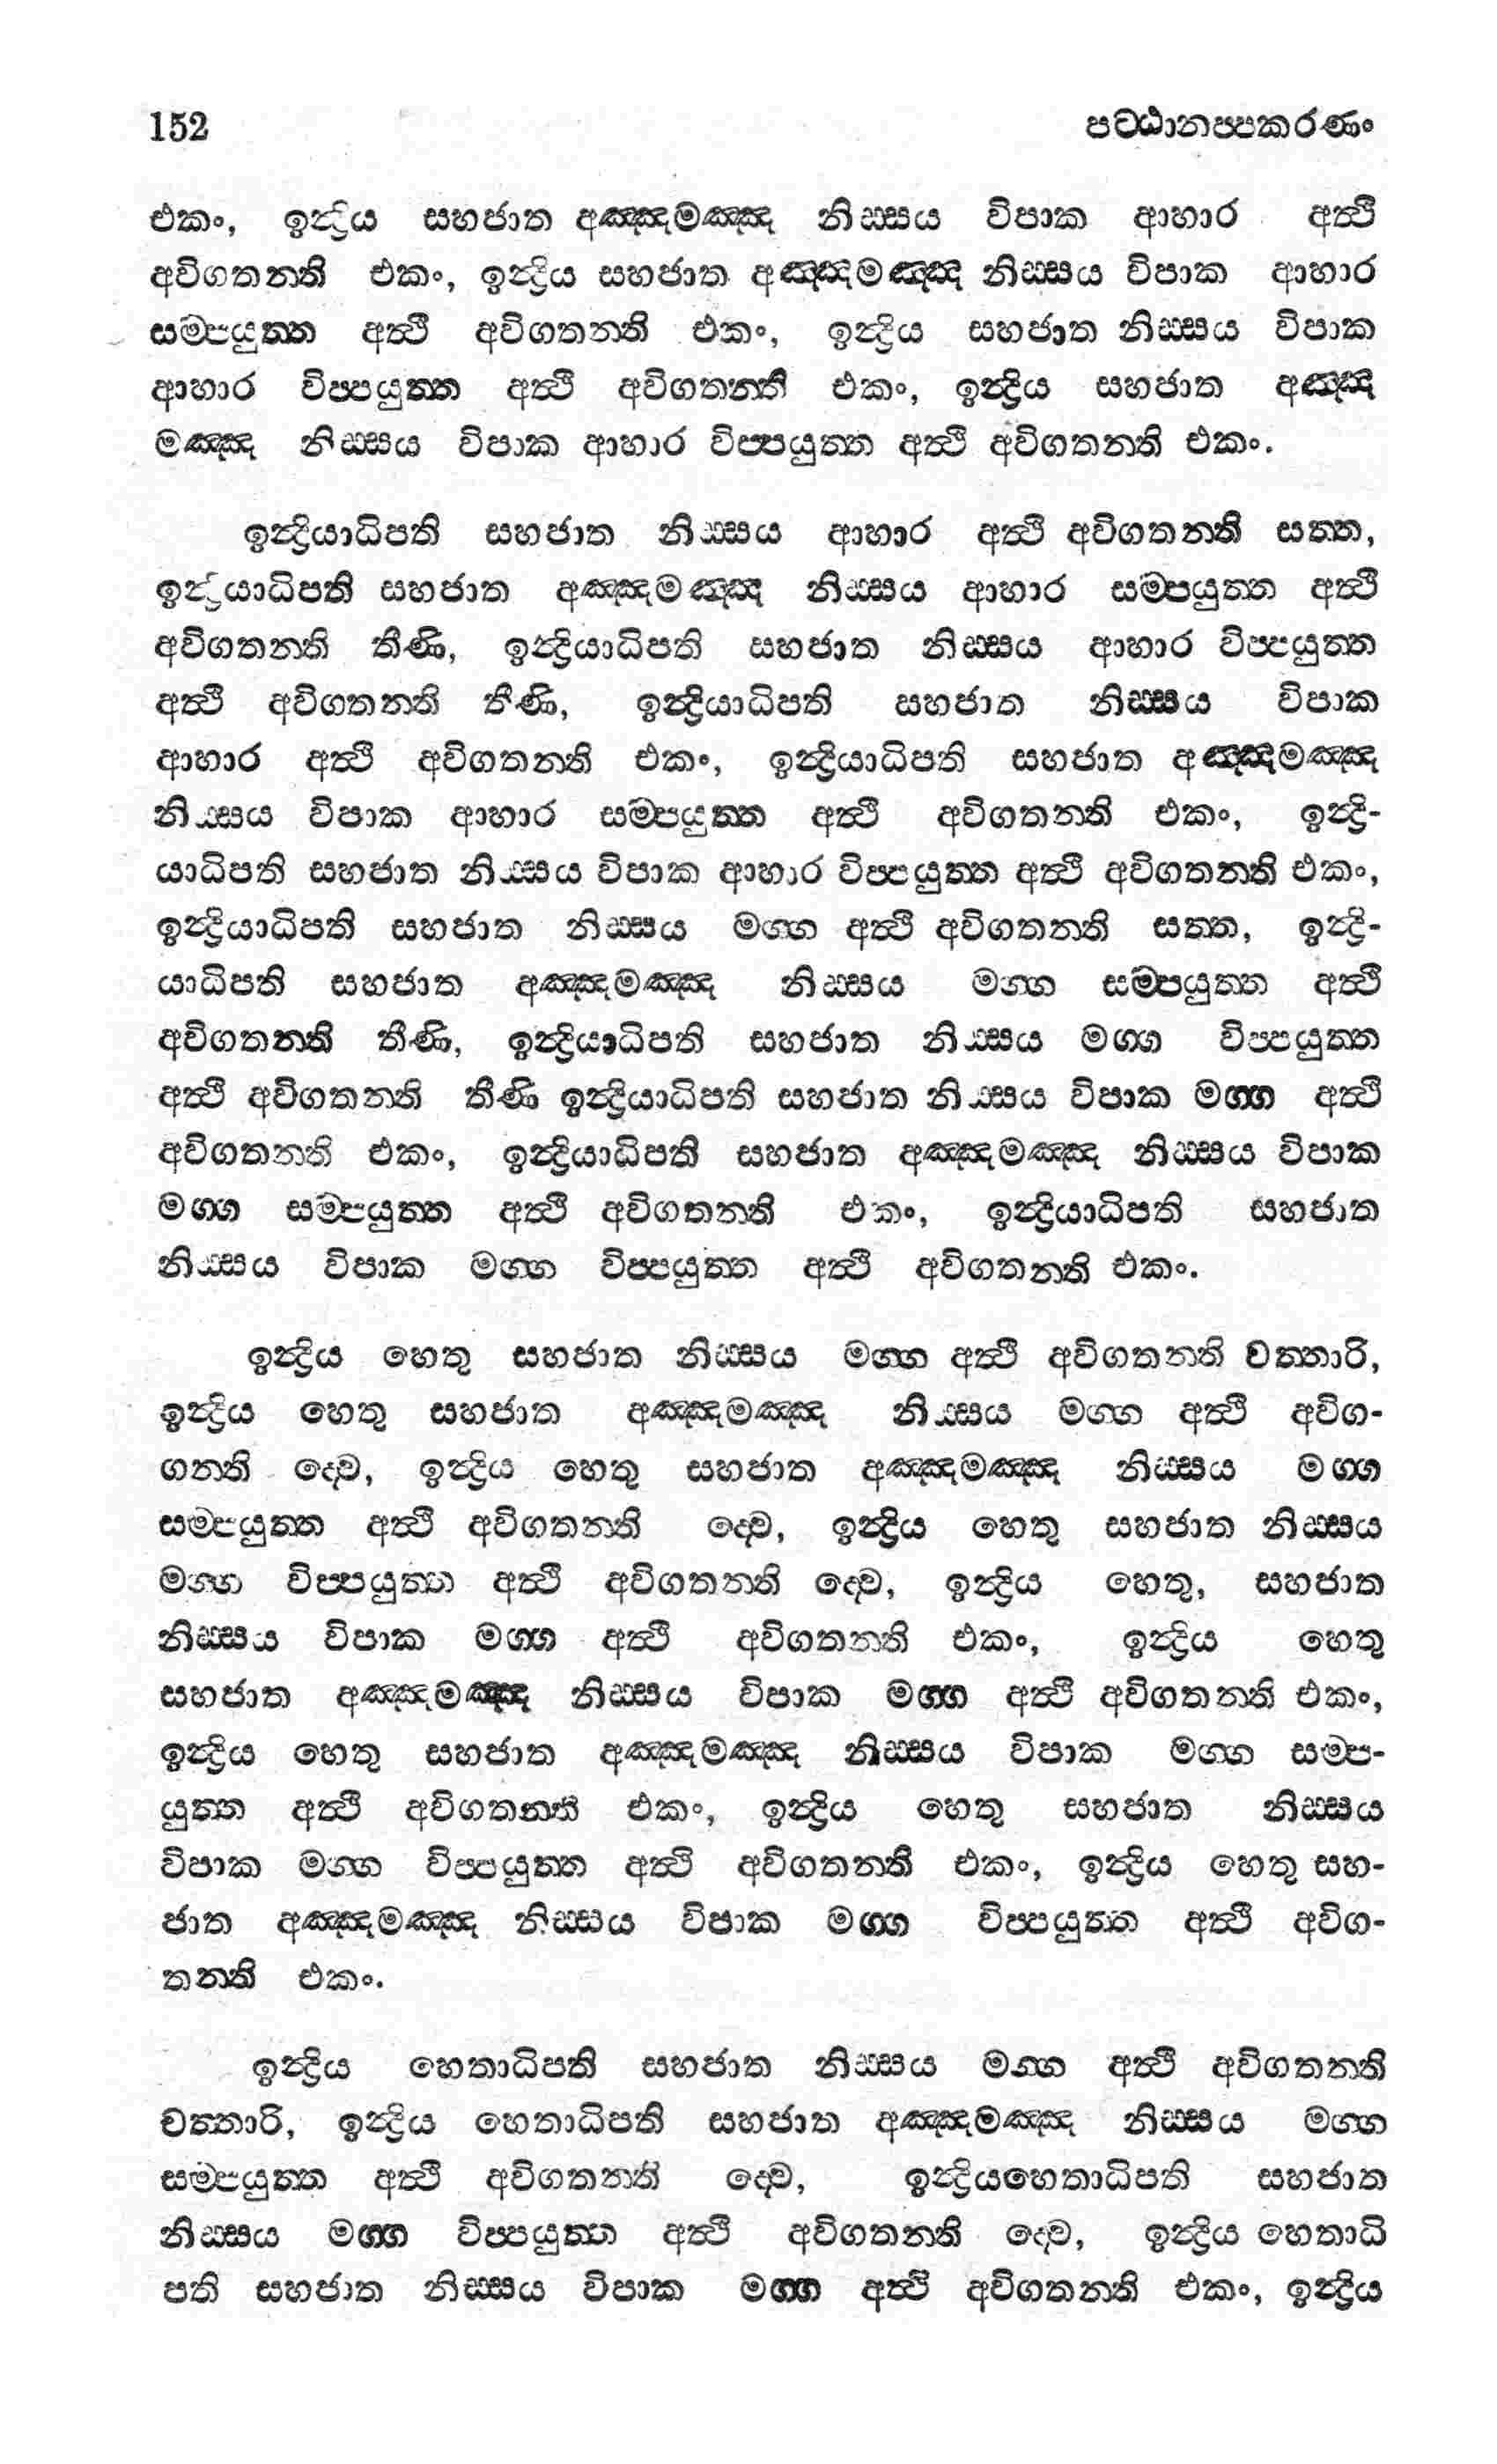 152 පට්ඨානප්පකරණං
එකං, ඉන්ද්‍රිය සහජාත අඤ්ඤමඤ්ඤ නිස්සය විපාක ආහාර අත්ථි
අවිගතන්ති එකං, ඉන්ද්‍රිය සහජාත අඤ්ඤමඤ්ඤ නිස්සය විපාක ආහාර
සම්පයුත්ත අත්ථි අවිගතන්ති එකං, ඉන්ද්‍රිය සහජාත නිස්සය විපාක
ආහාර විප්පයුත්ත අත්ථි අවිගතන්ති එකං, ඉන්ද්‍රිය සහජාත අඤ්ඤ
මඤ්ඤ නිස්සය විපාක ආහාර විප්පයුත්ත අත්ථි අවිගතන්ති එකං.
ඉන්ද්‍රියාධිපති සහජාත නිස්සය ආහාර අත්ථි අවිගතන්ති සත්ත,
ඉන්ද්‍රියාධිපති සහජාත අඤ්ඤමඤ්ඤ නිස්සය ආහාර සම්පයුත්ත අත්ථි
අවිගතන්ති තීණි, ඉන්ද්‍රියාධිපති සහජාත නිස්සය ආහාර විප්පයුත්ත
අත්ථි අවිගතන්ති තීණි, ඉන්ද්‍රියාධිපති සහජාත නිස්සය විපාක
ආහාර අත්ථි අවිගතන්ති එකං, ඉන්ද්‍රියාධිපති සහජාත අඤ්ඤමඤ්ඤ
නිස්සය විපාක ආහාර සම්පයුත්ත අත්ථි අවිගතන්ති එකං, ඉන්ද්‍රි-
යාධිපති සහජාත නිස්සය විපාක ආහාර විප්පයුත්ත අත්ථි අවිගතන්ති එකං,
ඉන්ද්‍රියාධිපති සහජාත නිස්සය මග්ග අත්ථි අවිගතන්ති සත්ත, ඉන්ද්‍රි-
යාධිපති සහජාත අඤ්ඤමඤ්ඤ නිස්සය මග්ග සම්පයුත්ත අත්ථි
අවිගතන්ති තීණි, ඉන්ද්‍රියාධිපති සහජාත නිස්සය මග්ග විප්පයුත්ත
අත්ථි අවිගතන්ති තීණි ඉන්ද්‍රියාධිපති සහජාත නිස්සය විපාක මග්ග අත්ථි
අවිගතන්ති එකං, ඉන්ද්‍රියාධිපති සහජාත අඤ්ඤමඤ්ඤ නිස්සය විපාක
මග්ග සම්පයුත්ත අත්ථි අවිගතන්ති එකං, ඉන්ද්‍රියාධිපති සහජාත
නිස්සය විපාක මග්ග විප්පයුත්ත අත්ථි අවිගතන්ති එකං.
ඉන්ද්‍රිය හෙතු සහජාත නිස්සය මග්ග අත්ථි අවිගතන්ති චත්තාරි,
ඉන්ද්‍රිය හෙතු සහජාත අඤ්ඤමඤ්ඤ නිස්සය මග්ග අත්ථි අවිග-
ගන්ති ද්වෙ, ඉන්ද්‍රිය හෙතු සහජාත අඤ්ඤමඤ්ඤ නිස්සය මග්ග
සම්පයුත්ත අත්ථි අවිගතන්ති ද්වෙ, ඉන්ද්‍රිය හෙතු සහජාත නිස්සය
මග්ග විප්පයුත්ත අත්ථි අවිගතන්ති ද්වෙ, ඉන්ද්‍රිය හෙතු, සහජාත
නිස්සය විපාක මග්ග අත්ථි අවිගතන්ති එකං, ඉන්ද්‍රිය හෙතු
සහජාත අඤ්ඤමඤ්ඤ නිස්සය විපාක මග්ග අත්ථි අවිගතන්ති එකං,
ඉන්ද්‍රිය හෙතු සහජාත අඤ්ඤමඤ්ඤ නිස්සය විපාක මග්ග සම්ප-
යුත්ත අත්ථි අවිගතන්ති එකං, ඉන්ද්‍රිය හෙතු සහජාත නිස්සය
විපාක මග්ග විප්පයුත්ත අත්ථි අවිගතන්ති එකං, ඉන්ද්‍රිය හෙතු සහ-
ජාත අඤ්ඤමඤ්ඤ නිස්සය විපාක මග්ග විප්පයුත්ත අත්ථි අවිග-
තන්ති එකං.
ඉන්ද්‍රිය හෙතාධිපති සහජාත නිස්සය මග්ග අත්ථි අවිගතන්ති
චත්තාරි, ඉන්ද්‍රිය හෙතාධිපති සහජාත අඤ්ඤමඤ්ඤ නිස්සය මග්ග
සම්පයුත්ත අත්ථි අවිගතන්ති ද්වෙ, ඉන්ද්‍රියහෙතාධිපති සහජාත
නිස්සය මග්ග විප්පයුත්ත අත්ථි අවිගතන්ති ද්වෙ, ඉන්ද්‍රිය හෙතාධි
පති සහජාත නිස්සය විපාක මග්ග අත්ථි අවිගතන්ති එකං, ඉන්ද්‍රිය